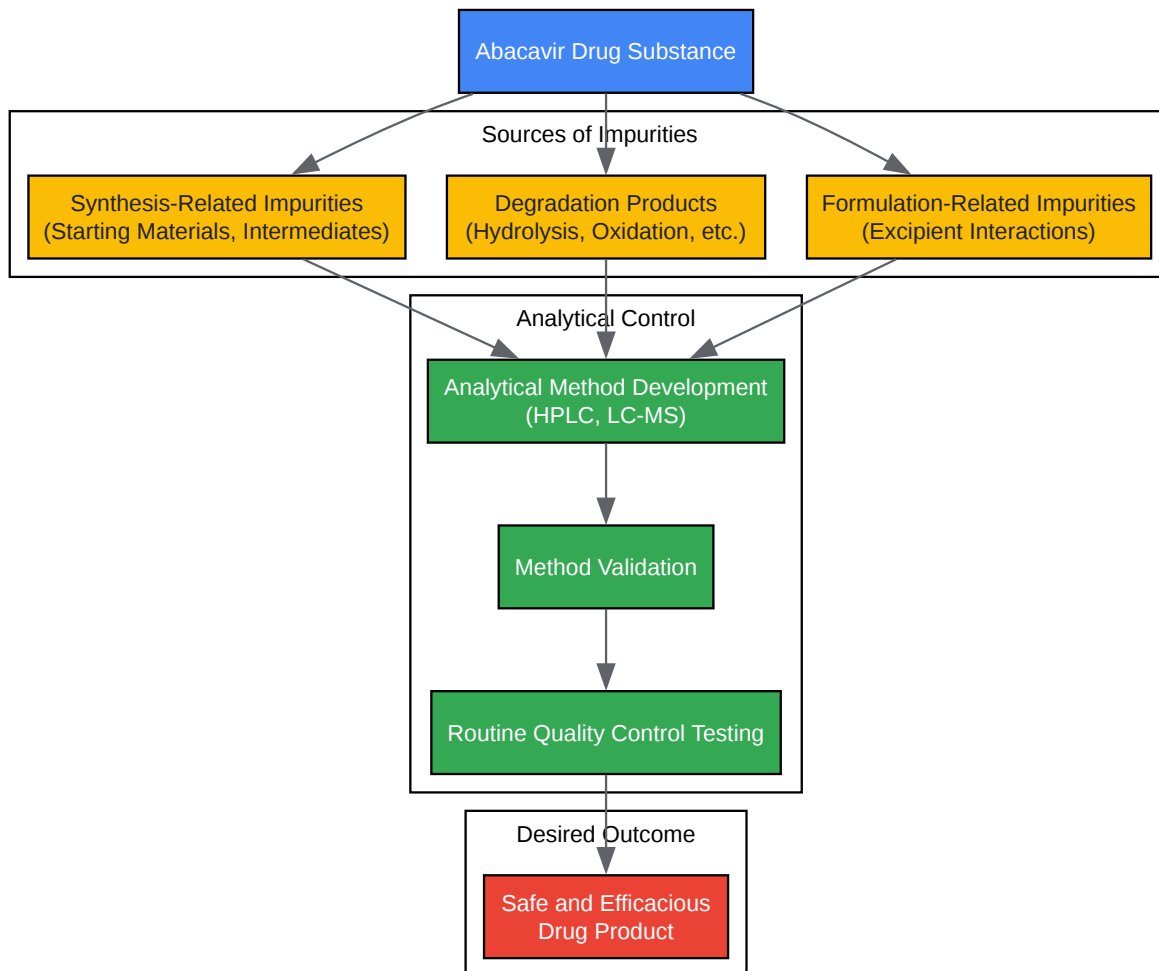 Abacavir Drug Substance
Sources of Impurities
Synthesis-Related Impurities
(Starting Materials, Intermediates)
Degradation Products
(Hydrolysis, Oxidation, etc.)
Formulation-Related Impurities
(Excipient Interactions)
Analytical Control
Analytical Method Development
(HPLC, LC-MS)
Method Validation
Routine Quality Control Testing
Desired Outcome
Safe and Efficacious
Drug Product